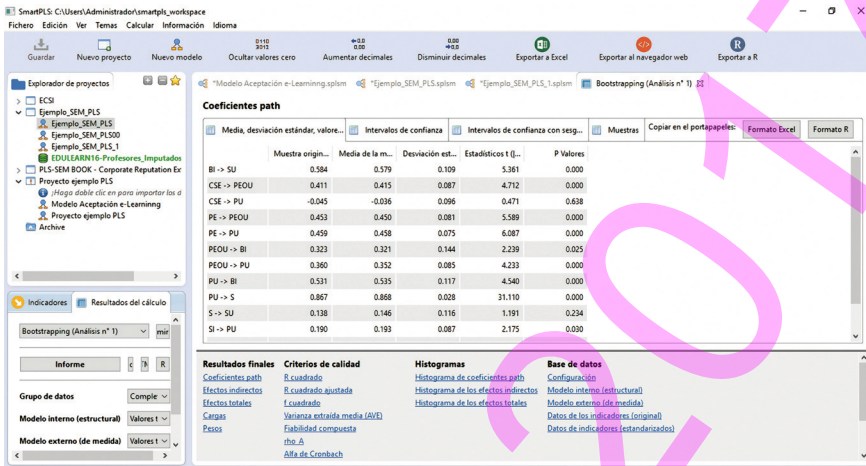 SmartPLS: C:\Users\Administrador\smartpls_workspace
Fichero Edición Ver Temas Calcular Información Idioma
Guardar Nuevo proyecto Nuevo modelo Ocultar valores cero Aumentar decimales Disminuir decimales Exportar a Excel Exportar al navegador web Exportar a R
Explorador de proyectos
ECSI
Ejemplo_SEM_PLS
Ejemplo_SEM_PLS
Ejemplo_SEM_PLS00
Ejemplo_SEM_PLS_1
EDULEARN16-Profesores_Imputados
PLS-SEM BOOK - Corporate Reputation Ex
Proyecto ejemplo PLS
¡Haga doble clic en para importar los d
Modelo Aceptación e-Learninng
Proyecto ejemplo PLS
Archive
Indicadores Resultados del cálculo
Bootstrapping (Análisis n° 1)
Informe R
Grupo de datos Comple
Modelo interno (estructural) Valores t
Modelo externo (de medida) Valores t
*Modelo Aceptación e-Learninng.splsm *Ejemplo_SEM_PLS.splsm *Ejemplo_SEM_PLS_1.splsm Bootstrapping (Análisis n° 1)
Coeficientes path
Media, desviación estándar, valore... Intervalos de confianza Intervalos de confianza con sesg... Muestras Copiar en el portapapeles: Formato Excel Formato R
Muestra origin... Media de la m... Desviación est... Estadísticos t (|... P Valores
BI -> SU 0.584 0.579 0.109 5.361 0.000
CSE -> PEOU 0.411 0.415 0.087 4.712 0.000
CSE -> PU -0.045 -0.036 0.096 0.471 0.638
PE -> PEOU 0.453 0.450 0.081 5.589 0.000
PE -> PU 0.459 0.458 0.075 6.087 0.000
PEOU -> BI 0.323 0.321 0.144 2.239 0.025
PEOU -> PU 0.360 0.352 0.085 4.233 0.000
PU -> BI 0.531 0.535 0.117 4.540 0.000
PU -> S 0.867 0.868 0.028 31.110 0.000
S -> SU 0.138 0.146 0.116 1.191 0.234
SI -> PU 0.190 0.193 0.087 2.175 0.030
Resultados finales Criterios de calidad Histogramas Base de datos
Coeficientes path R cuadrado Histograma de coeficientes path Configuración
Efectos indirectos R cuadrado ajustada Histograma de los efectos indirectos Modelo interno (estructural)
Efectos totales f cuadrado Histograma de los efectos totales Modelo externo (de medida)
Cargas Varianza extraída media (AVE) Datos de los indicadores (original)
Pesos Fiabilidad compuesta Datos de indicadores (estandarizados)
rho_A
Alfa de Cronbach